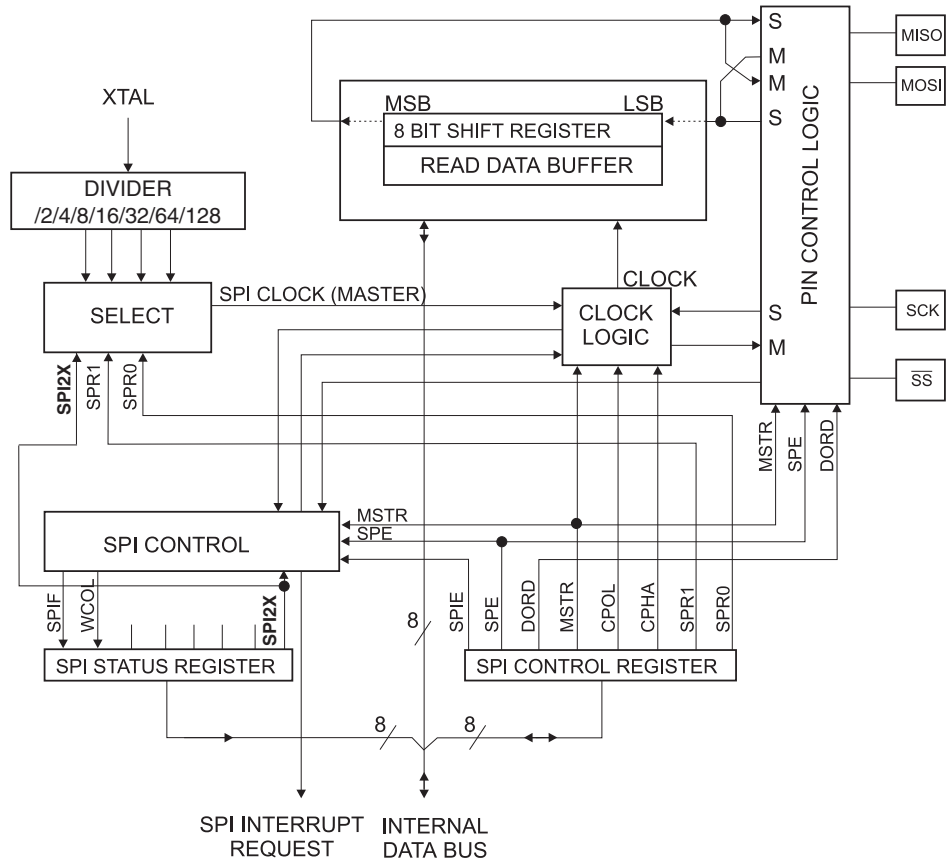 S
MISO
M
M
MOSI
XTAL
MSB
LSB
S
8 BIT SHIFT REGISTER
READ DATA BUFFER
PIN CONTROL LOGIC
DIVIDER
/2/4/8/16/32/64/128
SPI CLOCK (MASTER)
CLOCK
SELECT
CLOCK
LOGIC
S
SCK
M
SPI2X
SPR1
SPR0
SS
MSTR
SPE
DORD
MSTR
SPE
SPI CONTROL
SPIF
WCOL
SPI2X
8
SPIE
SPE
DORD
MSTR
CPOL
CPHA
SPR1
SPR0
SPI STATUS REGISTER
SPI CONTROL REGISTER
8
8
SPI INTERRUPT
REQUEST
INTERNAL
DATA BUS